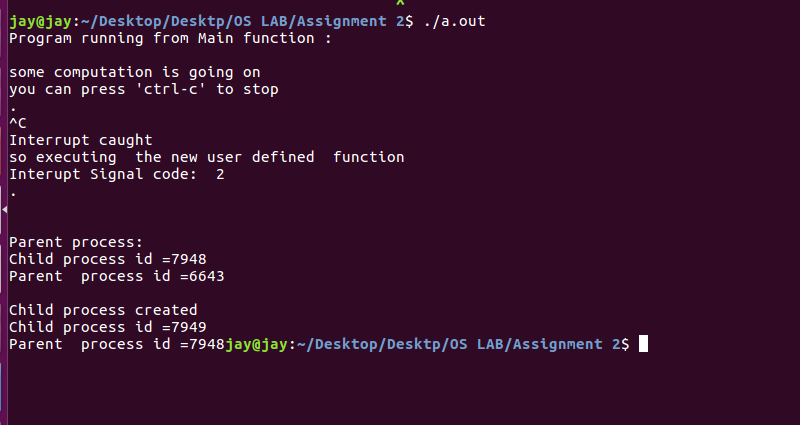 jay@jay:~/Desktop/Desktp/OS LAB/Assignment 2$ ./a.out
Program running from Main function :
some computation is going on
you can press 'ctrl-c' to stop
.
^C
Interrupt caught
so executing  the new user defined  function
Interupt Signal code:  2
.
Parent process:
Child process id =7948
Parent  process id =6643
Child process created
Child process id =7949
Parent  process id =7948jay@jay:~/Desktop/Desktp/OS LAB/Assignment 2$